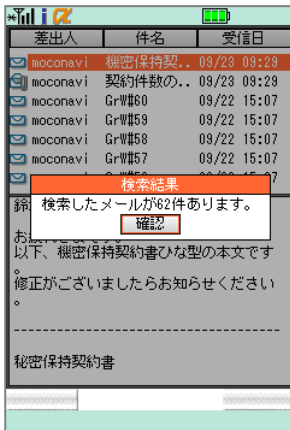 差出人 件名 受信日
moconavi 機密保持契.. 09/23 09:29
moconavi 契約件数の.. 09/23 09:29
moconavi GrW#60 09/22 15:07
moconavi GrW#59 09/22 15:07
moconavi GrW#58 09/22 15:07
moconavi GrW#57 09/22 15:07
検索結果
検索したメールが62件あります。
確認
以下、機密保持契約書ひな型の本文です
。
修正がございましたらお知らせください
。
----------------------------------
秘密保持契約書